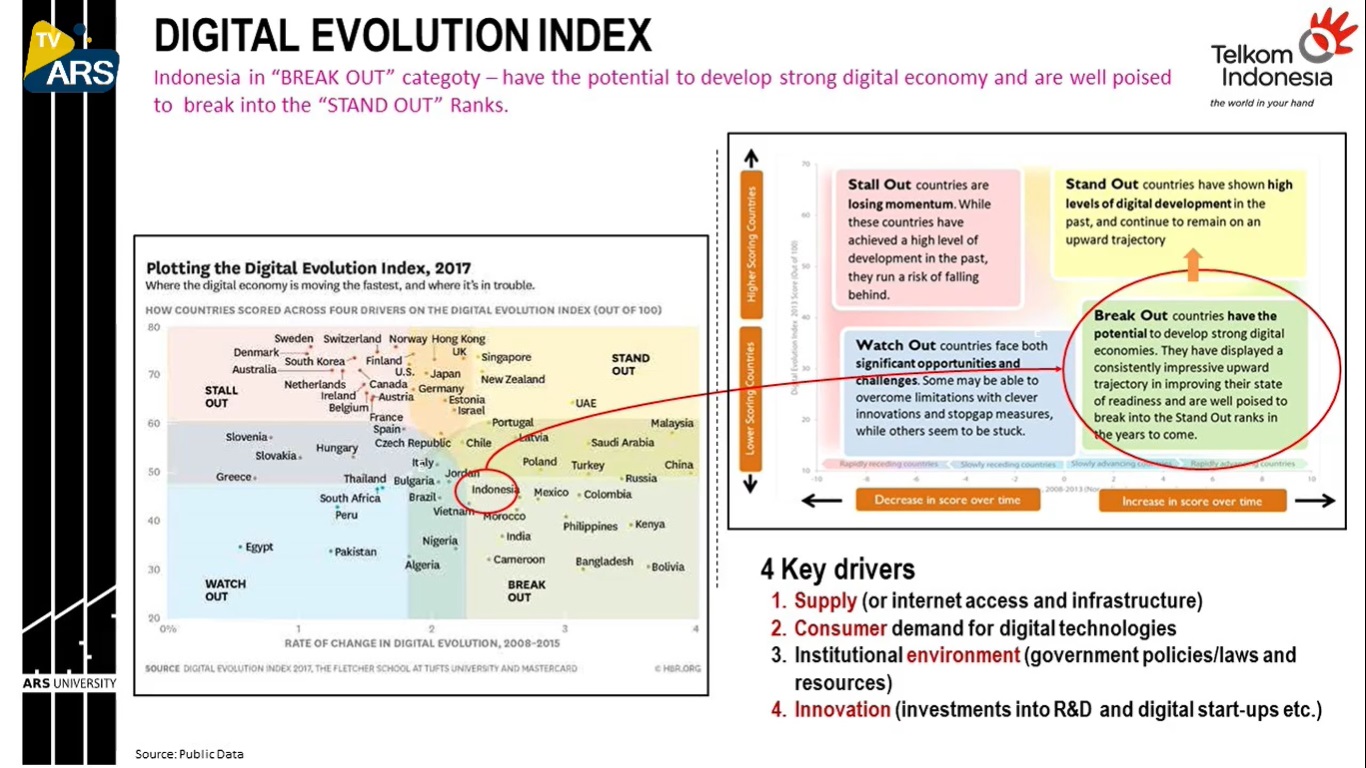 TV
ARS
DIGITAL EVOLUTION INDEX
Indonesia in “BREAK OUT” categoty – have the potential to develop strong digital economy and are well poised
to break into the “STAND OUT” Ranks.
Telkom
Indonesia
the world in your hand
Plotting the Digital Evolution Index, 2017
Where the digital economy is moving the fastest, and where it's in trouble.
HOW COUNTRIES SCORED ACROSS FOUR DRIVERS ON THE DIGITAL EVOLUTION INDEX (OUT OF 100)
80
70
60
50
40
30
20
0%
1
2
3
4
Sweden
Switzerland
Norway
Hong Kong
Denmark
South Korea
Finland
UK
Singapore
Australia
U.S.
Japan
New Zealand
Netherlands
Canada
Germany
Ireland
Austria
Estonia
Belgium
Israel
UAE
France
Spain
Portugal
Malaysia
Slovenia
Hungary
Czech Republic
Chile
Latvia
Saudi Arabia
Slovakia
Italy
Poland
Turkey
China
Greece
Thailand
Bulgaria
Jordan
Russia
South Africa
Brazil
Indonesia
Mexico
Colombia
Peru
Vietnam
Morocco
Philippines
Kenya
Egypt
Pakistan
Nigeria
India
Algeria
Cameroon
Bangladesh
Bolivia
STALL
OUT
STAND
OUT
WATCH
OUT
BREAK
OUT
RATE OF CHANGE IN DIGITAL EVOLUTION, 2008–2015
SOURCE DIGITAL EVOLUTION INDEX 2017, THE FLETCHER SCHOOL AT TUFTS UNIVERSITY AND MASTERCARD
© HBR.ORG
Higher Scoring Countries
Lower Scoring Countries
Digital Evolution Index, 2013 Score (Out of 100)
70
60
50
40
30
20
10
Stall Out countries are
losing momentum. While
these countries have
achieved a high level of
development in the past,
they run a risk of falling
behind.
Stand Out countries have shown high
levels of digital development in the
past, and continue to remain on an
upward trajectory
Watch Out countries face both
significant opportunities and
challenges. Some may be able to
overcome limitations with clever
innovations and stopgap measures,
while others seem to be stuck.
Break Out countries have the
potential to develop strong digital
economies. They have displayed a
consistently impressive upward
trajectory in improving their state
of readiness and are well poised to
break into the Stand Out ranks in
the years to come.
Rapidly receding countries
Slowly receding countries
Slowly advancing countries
Rapidly advancing countries
-10
-8
-6
-4
-2
0
2
4
6
8
10
, 2008-2013
Decrease in score over time
Increase in score over time
4 Key drivers
1. Supply (or internet access and infrastructure)
2. Consumer demand for digital technologies
3. Institutional environment (government policies/laws and
resources)
4. Innovation (investments into R&D and digital start-ups etc.)
ARS UNIVERSITY
Source: Public Data